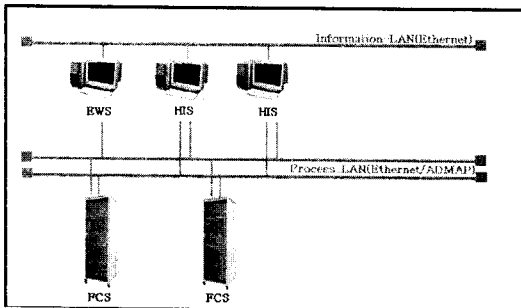 Information LAN(Ethernet)
EWS HIS HIS
Process LAN(Ethernet/ADMAP)
FCS FCS